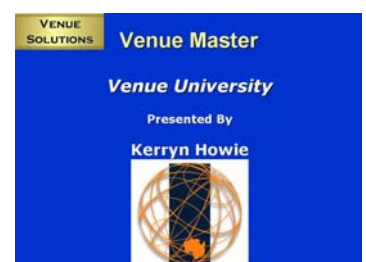 VENUE
SOLUTIONS
Venue Master
Venue University
Presented By
Kerryn Howie